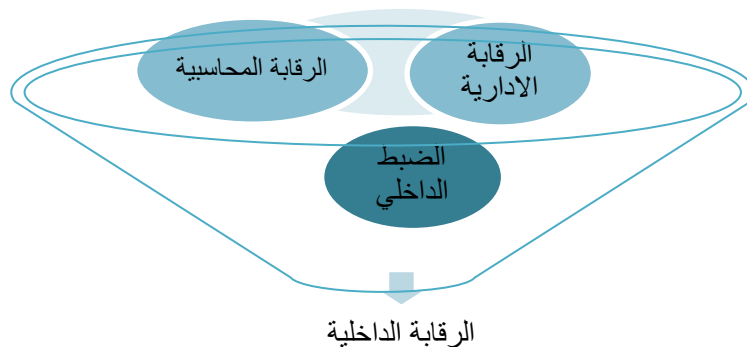 الرقابة
الادارية
الرقابة المحاسبية
الضبط
الداخلي
الرقابة الداخلية